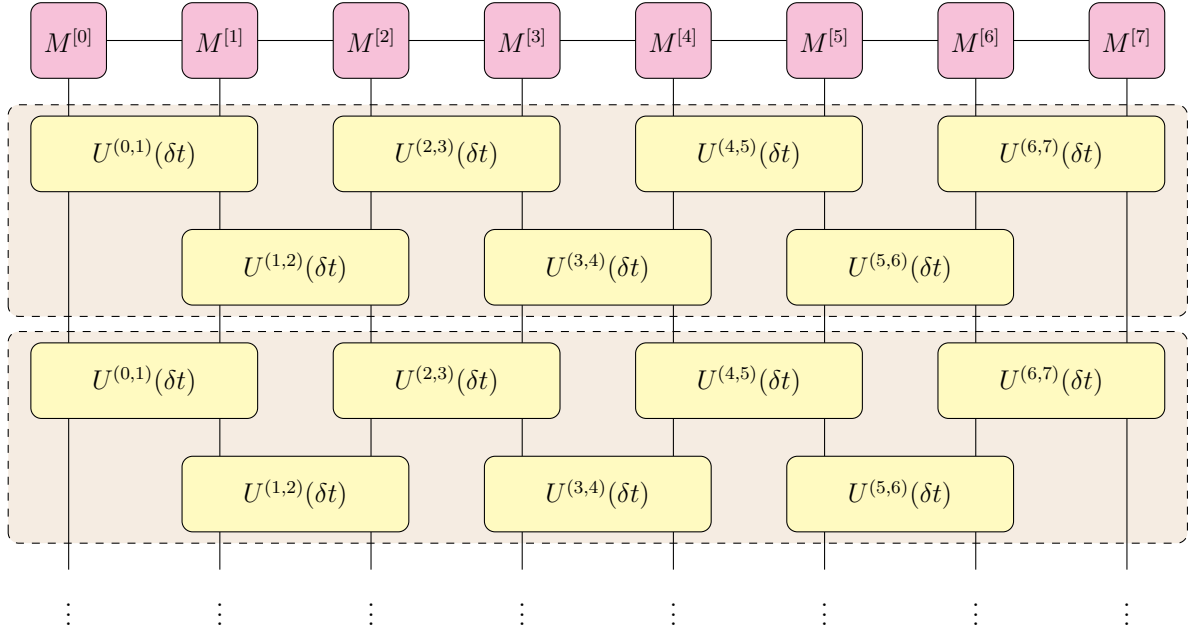 M^{[0]} M^{[1]} M^{[2]} M^{[3]} M^{[4]} M^{[5]} M^{[6]} M^{[7]}
U^{(0,1)}(δt) U^{(2,3)}(δt) U^{(4,5)}(δt) U^{(6,7)}(δt)
U^{(1,2)}(δt) U^{(3,4)}(δt) U^{(5,6)}(δt)
U^{(0,1)}(δt) U^{(2,3)}(δt) U^{(4,5)}(δt) U^{(6,7)}(δt)
U^{(1,2)}(δt) U^{(3,4)}(δt) U^{(5,6)}(δt)
⋮ ⋮ ⋮ ⋮ ⋮ ⋮ ⋮ ⋮